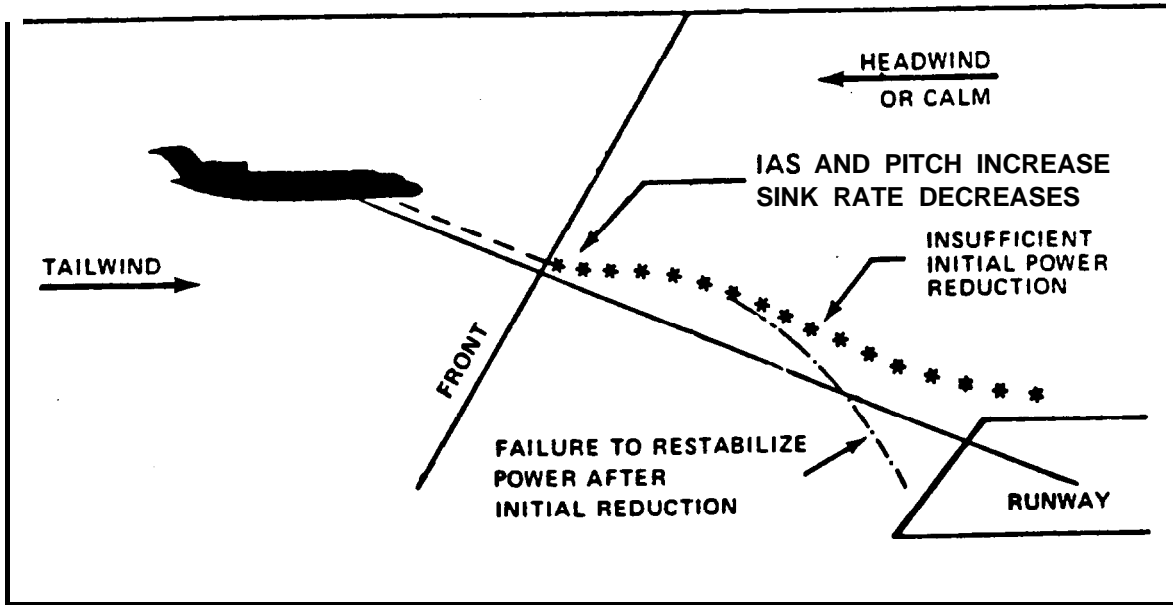 HEADWIND
OR CALM
IAS AND PITCH INCREASE
SINK RATE DECREASES
INSUFFICIENT
INITIAL POWER
REDUCTION
TAILWIND
FRONT
FAILURE TO RESTABILIZE
POWER AFTER
INITIAL REDUCTION
RUNWAY